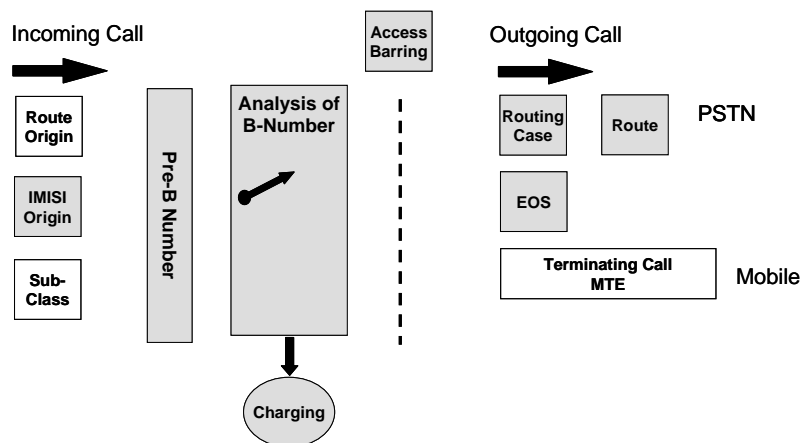 Incoming Call
Access
Barring
Outgoing Call
Route
Origin
Analysis of
B-Number
Routing
Case
Route
PSTN
Pre-B Number
IMISI
Origin
EOS
Sub-
Class
Terminating Call
MTE
Mobile
Charging